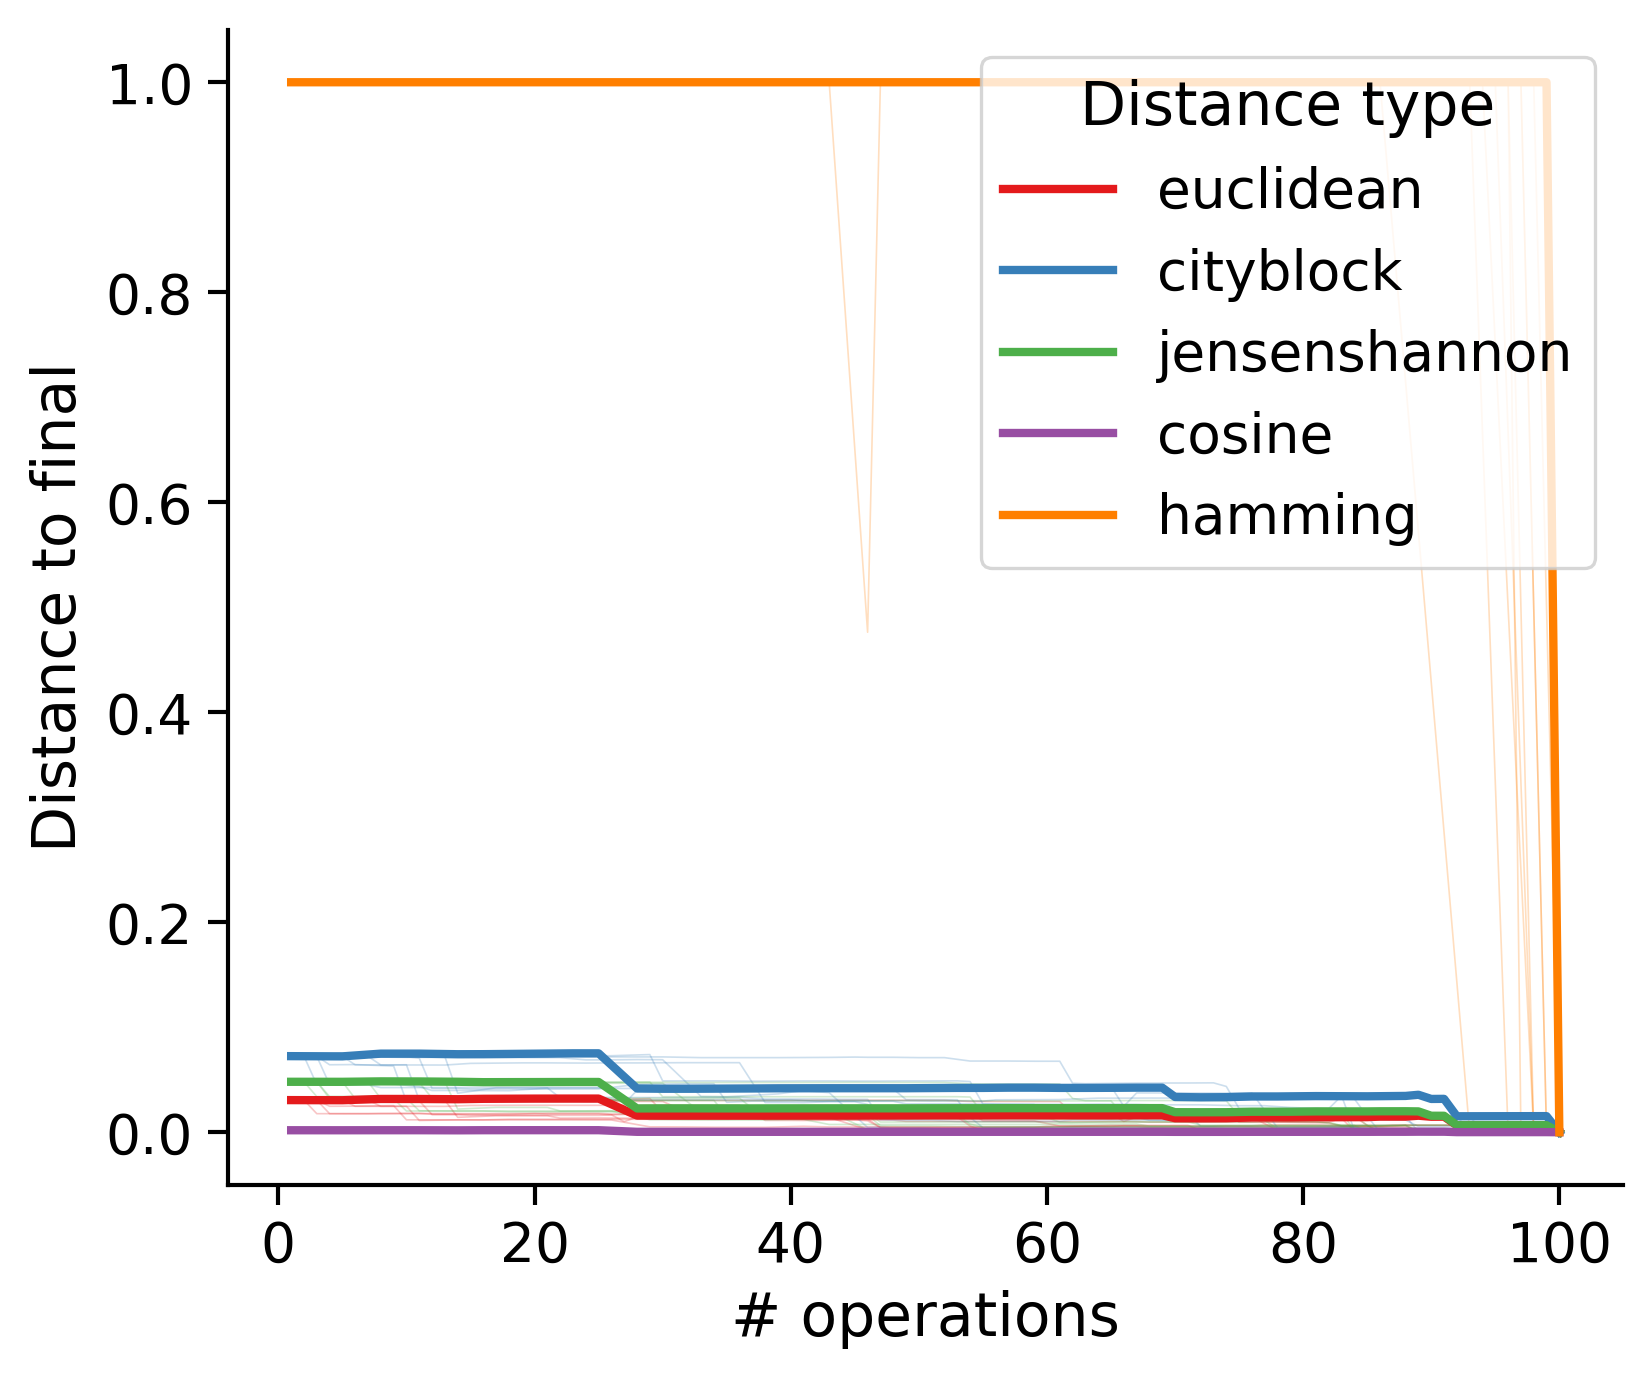 Distance to final
1.0
0.8
0.6
0.4
0.2
0.0
Distance type
euclidean
cityblock
jensenshannon
cosine
hamming
0 20 40 60 80 100
# operations